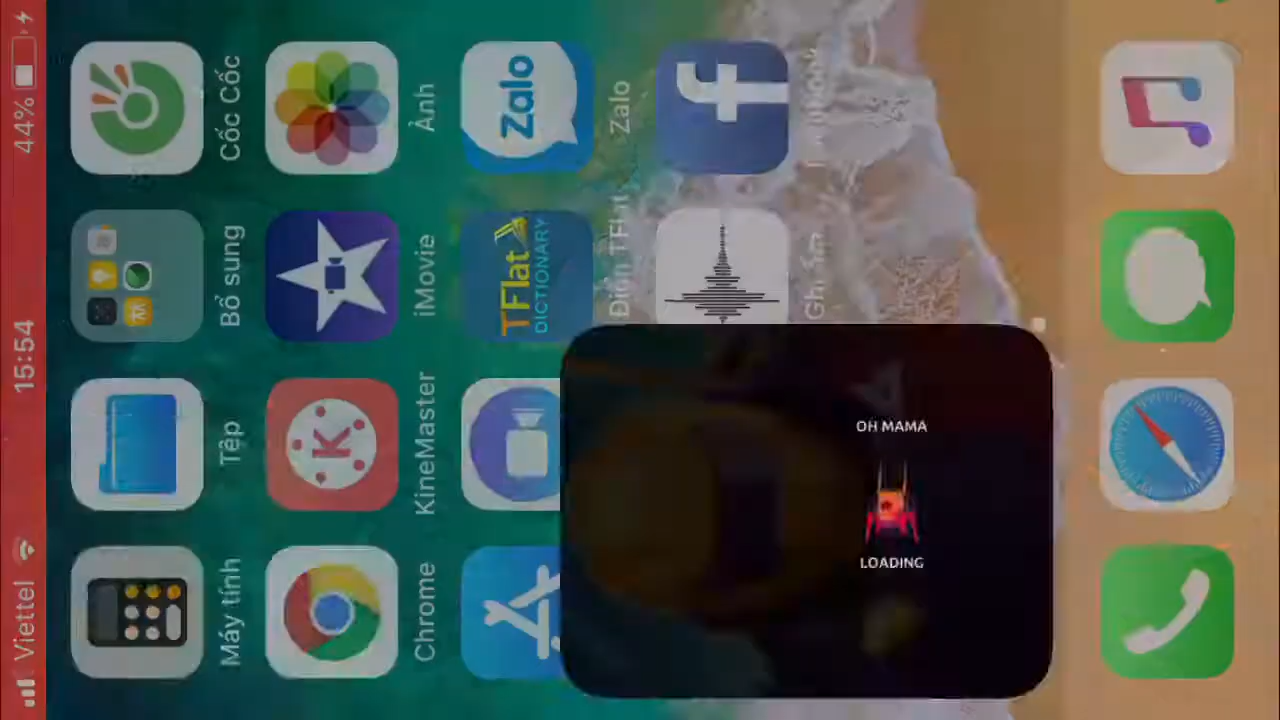 Viettel
15:54
44%
Máy tính
Tệp
Bổ sung
Cốc Cốc
Chrome
KineMaster
iMovie
Ảnh
TFlat
DICTIONARY
Zalo
Zalo
OH MAMA
LOADING